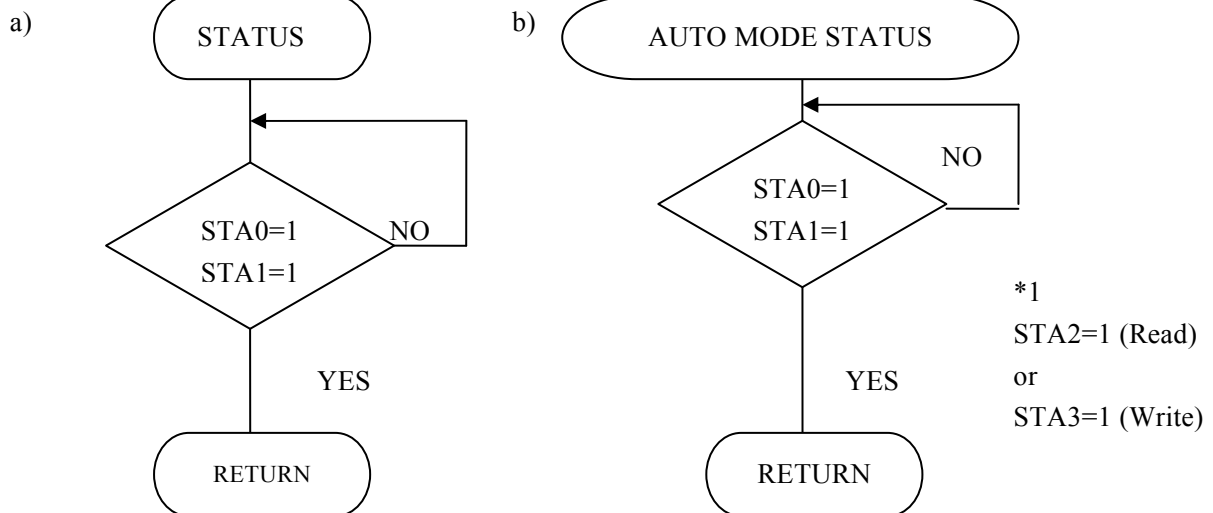 a)
STATUS
STA0=1
STA1=1
NO
YES
RETURN
b)
AUTO MODE STATUS
NO
STA0=1
STA1=1
*1
STA2=1 (Read)
or
STA3=1 (Write)
YES
RETURN